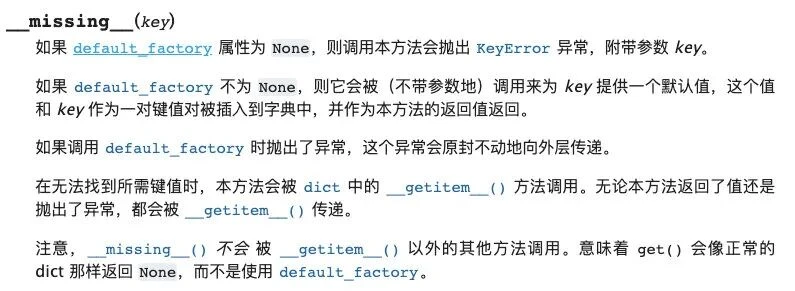 __missing__(key)
如果 default_factory 属性为 None，则调用本方法会抛出 KeyError 异常，附带参数 key。
如果 default_factory 不为 None，则它会被（不带参数地）调用来为 key 提供一个默认值，这个值
和 key 作为一对键值对被插入到字典中，并作为本方法的返回值返回。
如果调用 default_factory 时抛出了异常，这个异常会原封不动地向外层传递。
在无法找到所需键值时，本方法会被 dict 中的 __getitem__() 方法调用。无论本方法返回了值还是
抛出了异常，都会被 __getitem__() 传递。
注意，__missing__() 不会 被 __getitem__() 以外的其他方法调用。意味着 get() 会像正常的
dict 那样返回 None，而不是使用 default_factory。